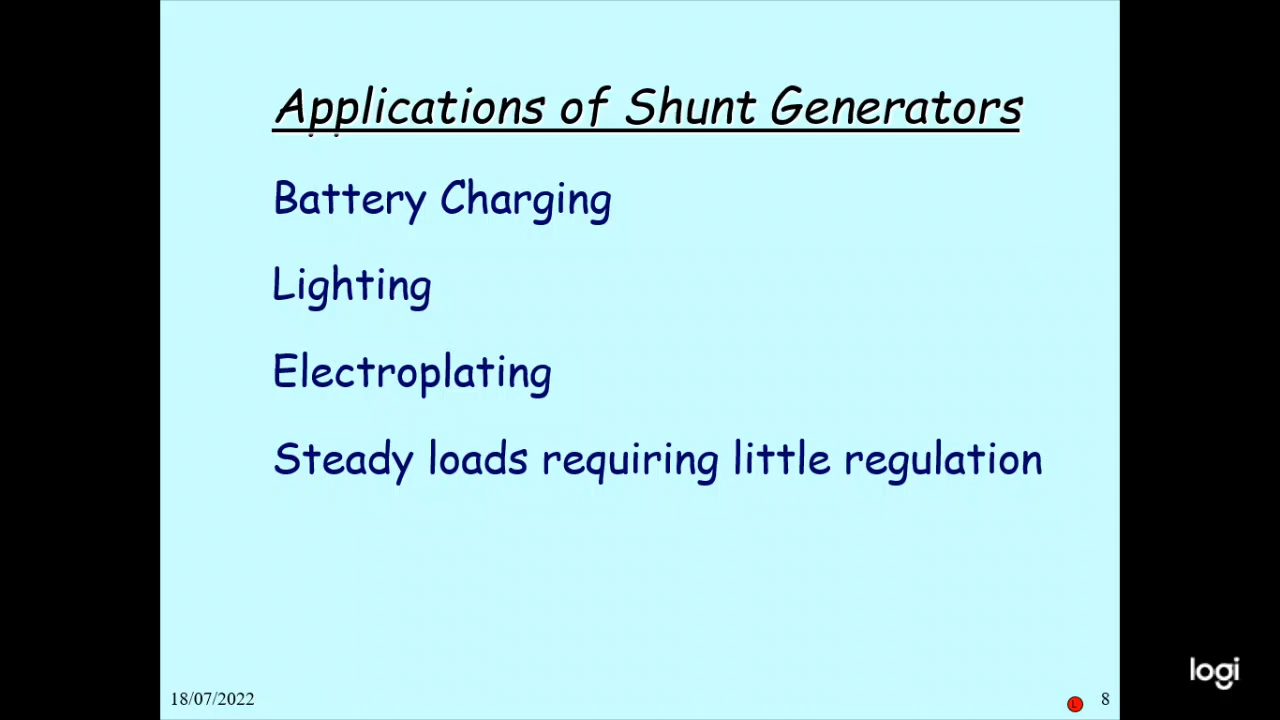 Applications of Shunt Generators
Battery Charging
Lighting
Electroplating
Steady loads requiring little regulation
logi
18/07/2022
L
8